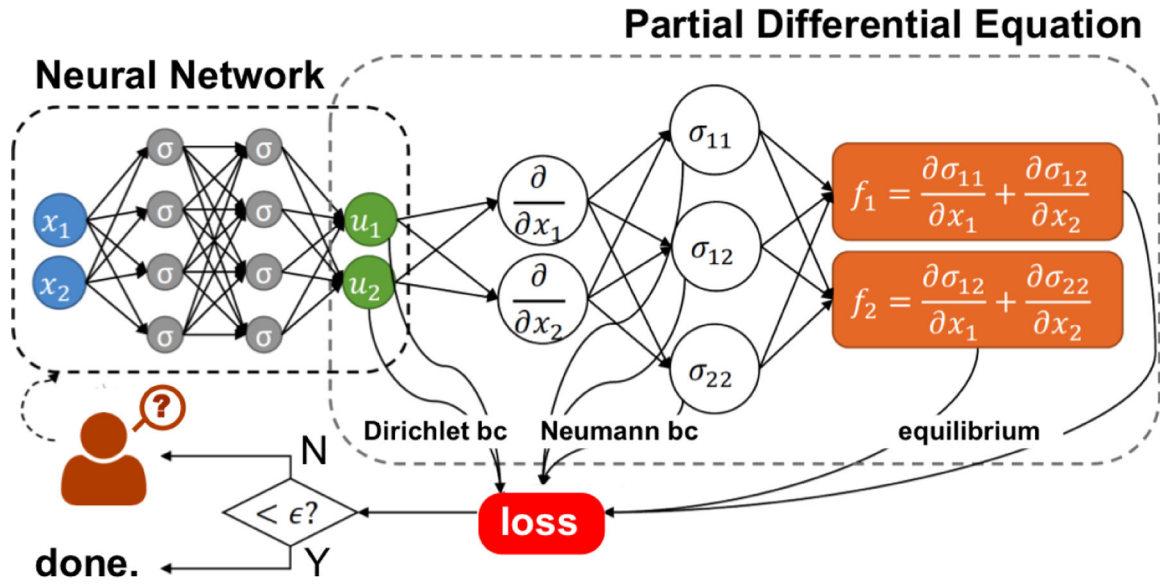 Partial Differential Equation
Neural Network
σ σ
σ σ
σ σ
σ σ
x₁
x₂
u₁
u₂
∂/∂x₁
∂/∂x₂
σ₁₁
σ₁₂
σ₂₂
f₁ = ∂σ₁₁/∂x₁ + ∂σ₁₂/∂x₂
f₂ = ∂σ₁₂/∂x₁ + ∂σ₂₂/∂x₂
?
Dirichlet bc
Neumann bc
equilibrium
N
< ϵ?
loss
Y
done.